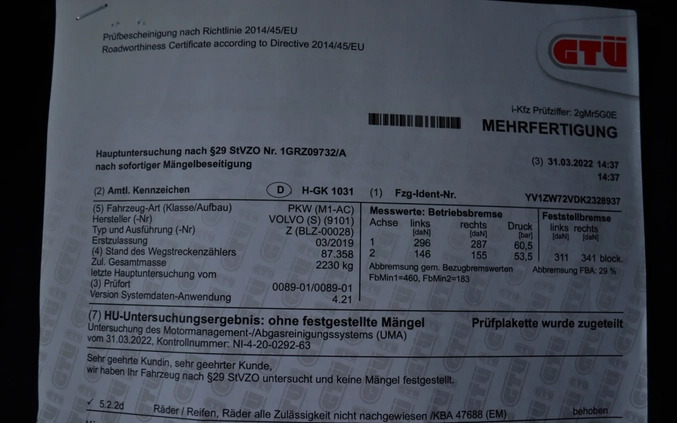 Prüfbescheinigung nach Richtlinie 2014/45/EU
Roadworthiness Certificate according to Directive 2014/45/EU
GTÜ
i-Kfz Prüfziffer: 2gMr5G0E
MEHRFERTIGUNG
Hauptuntersuchung nach §29 StVZO Nr. 1GRZ09732/A
nach sofortiger Mängelbeseitigung
(3) 31.03.2022 14:37
14:37
(2) Amtl. Kennzeichen D H-GK 1031 (1) Fzg-Ident-Nr. YV1ZW72VDK2328937
(5) Fahrzeug-Art (Klasse/Aufbau) PKW (M1-AC)
Hersteller (-Nr) VOLVO (S) (9101)
Typ und Ausführung (-Nr) Z (BLZ-00028)
Erstzulassung 03/2019
(4) Stand des Wegstreckenzählers 87.358
Zul. Gesamtmasse 2230 kg
letzte Hauptuntersuchung vom
(3) Prüfort 0089-01/0089-01
Version Systemdaten-Anwendung 4.21
Messwerte: Betriebsbremse Feststellbremse
Achse links rechts Druck links rechts
[daN] [daN] [bar] [daN] [daN]
1 296 287 60,5
2 146 155 53,5 311 341 block.
Abbremsung gem. Bezugbremswerten Abbremsung FBA: 29 %
FbMin1=460, FbMin2=183
(7) HU-Untersuchungsergebnis: ohne festgestellte Mängel Prüfplakette wurde zugeteilt
Untersuchung des Motormanagement-/Abgasreinigungssystems (UMA)
vom 31.03.2022, Kontrollnummer: NI-4-20-0292-63
Sehr geehrte Kundin, sehr geehrter Kunde,
wir haben Ihr Fahrzeug nach §29 StVZO untersucht und keine Mängel festgestellt.
✓ 5.2.2d Räder / Reifen, Räder alle Zulässigkeit nicht nachgewiesen /KBA 47688 (EM) behoben